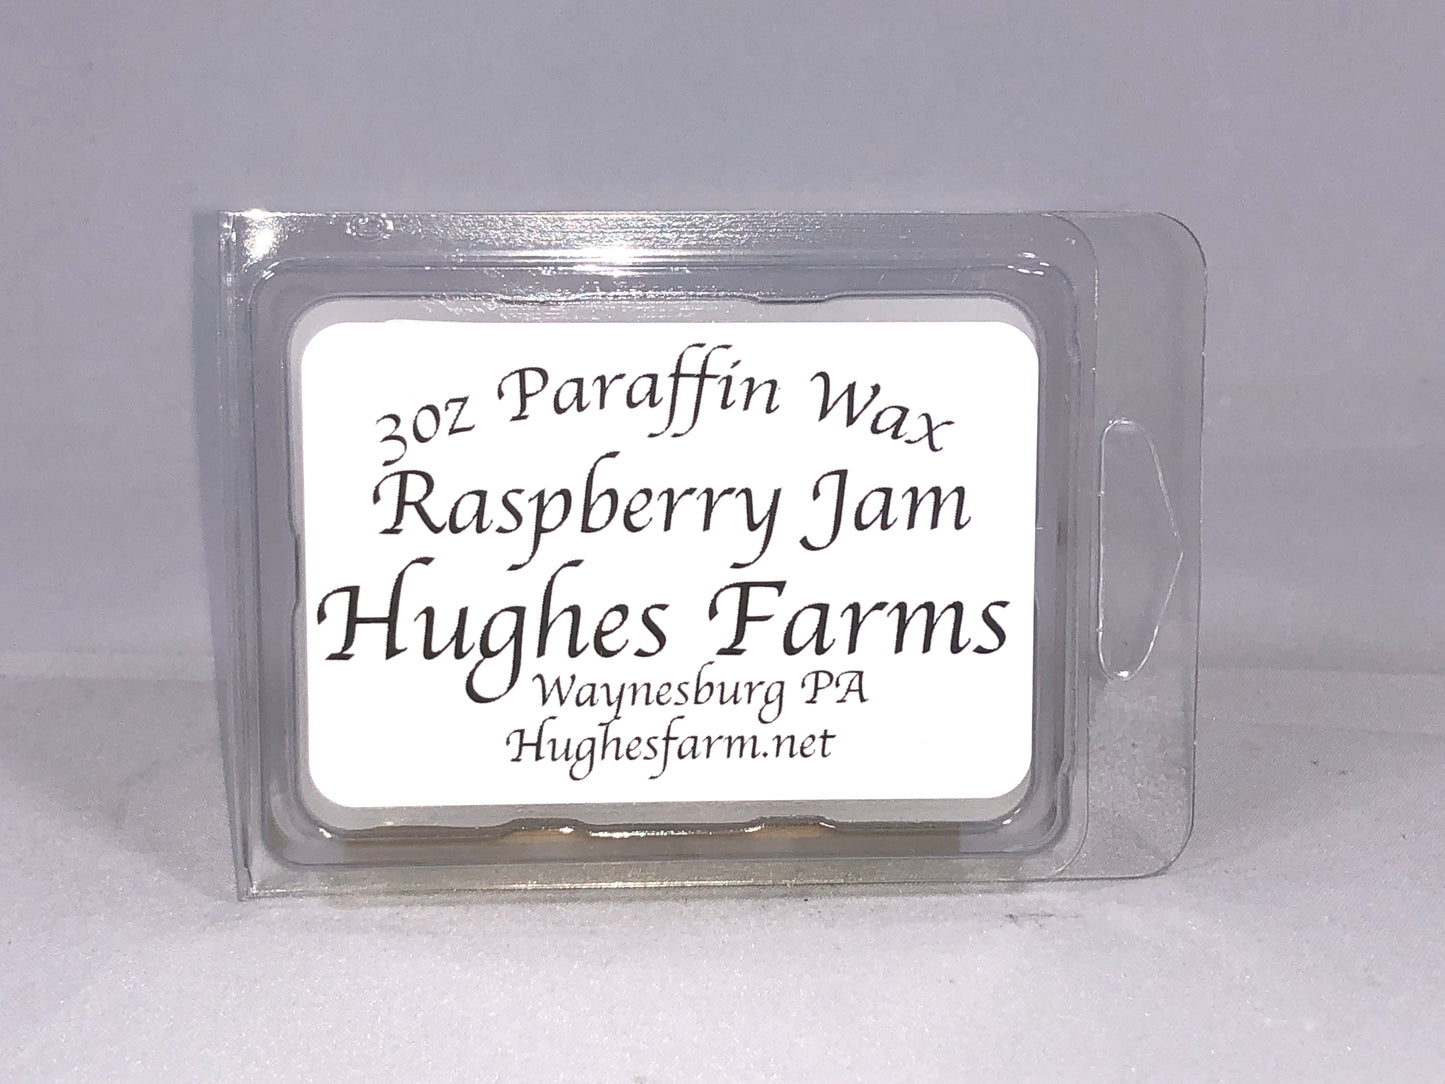 3oz Paraffin Wax
Raspberry Jam
Hughes Farms
Waynesburg PA
Hughesfarm.net